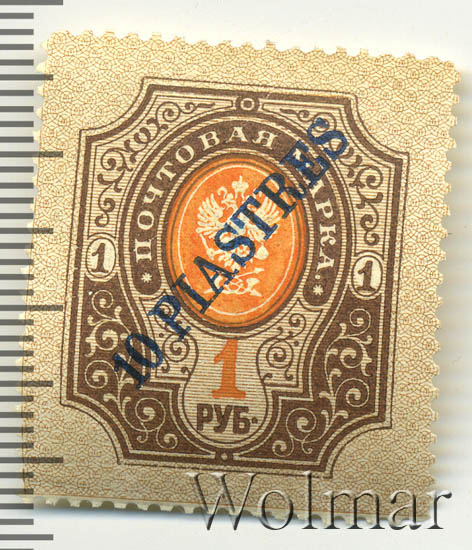 * ПОЧТОВАЯ МАРКА. *
10 PIASTRES
1 1
1
РУБ.
Wolmar